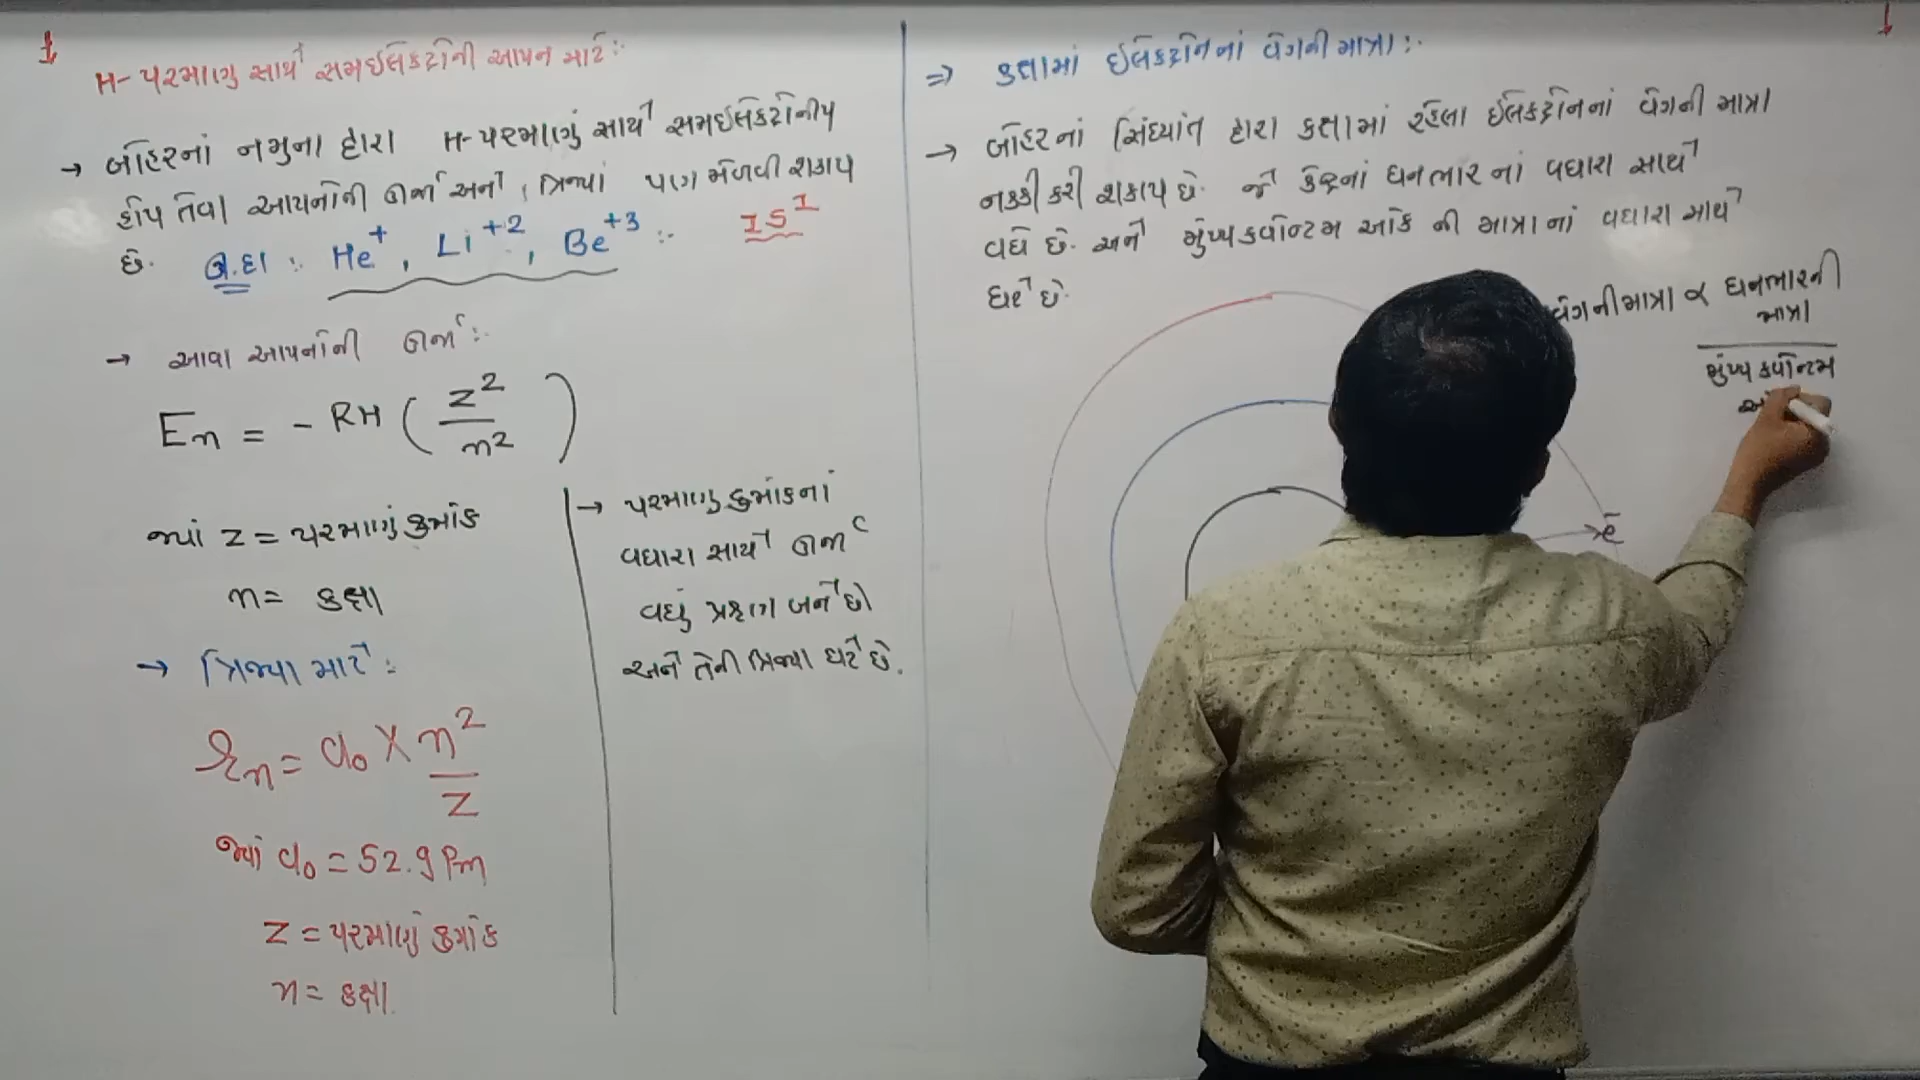 H- પરમાણુ સાથે સમઇલેક્ટ્રોની આયન માટે:-
→ બોહરનાં નમુના દ્વારા H-પરમાણું સાથે સમઇલેક્ટ્રોનીય
હોય તેવા આયનોની ઊર્જા અને ત્રિજ્યાં પણ મેળવી શકાય
છે. ઊ.દા :. He⁺, Li⁺², Be⁺³ :- 1S¹
→ આવા આયનોની ઊર્જા :-
En = - RH ( Z² / n² )
જ્યાં Z = પરમાણું ક્રમાંક
n = કક્ષા
→ ત્રિજ્યા માટે :
rn = a₀ X n² / Z
જ્યાં a₀ = 52.9 Pm
Z = પરમાણું ક્રમાંક
n = કક્ષા
→ પરમાણુ ક્રમાંકનાં
વધારા સાથે ઊર્જા
વધું ઋણ બને છે
અને તેની ત્રિજ્યા ઘટે છે.
⇒ કક્ષામાં ઇલેક્ટ્રોનનાં વેગની માત્રા :-
→ બોહરનાં સિધ્ધાંત દ્વારા કક્ષામાં રહેલા ઇલેક્ટ્રોનનાં વેગની માત્રા
નક્કી કરી શકાય છે. જે કેન્દ્રનાં ધનભારનાં વધારા સાથે
વધે છે. અને મુખ્ય ક્વોન્ટમ આંક ની માત્રાનાં વધારા સાથે
ઘટે છે.
વેગની માત્રા ∝ ધનભારની
માત્રા
મુખ્ય ક્વોન્ટમ
e⁻